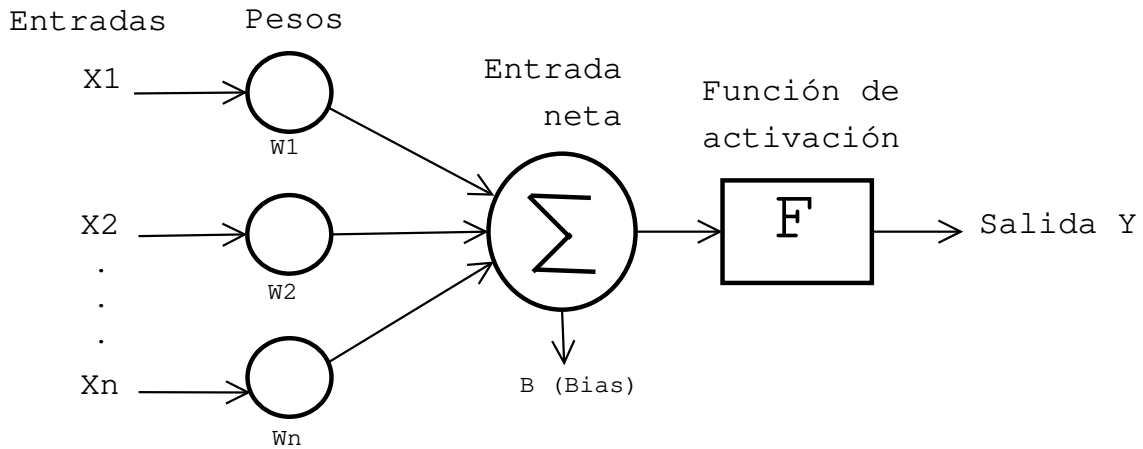 Entradas
Pesos
X1
W1
Entrada
neta
Función de
activación
X2
W2
.
.
.
Xn
Wn
∑
F
Salida Y
B (Bias)